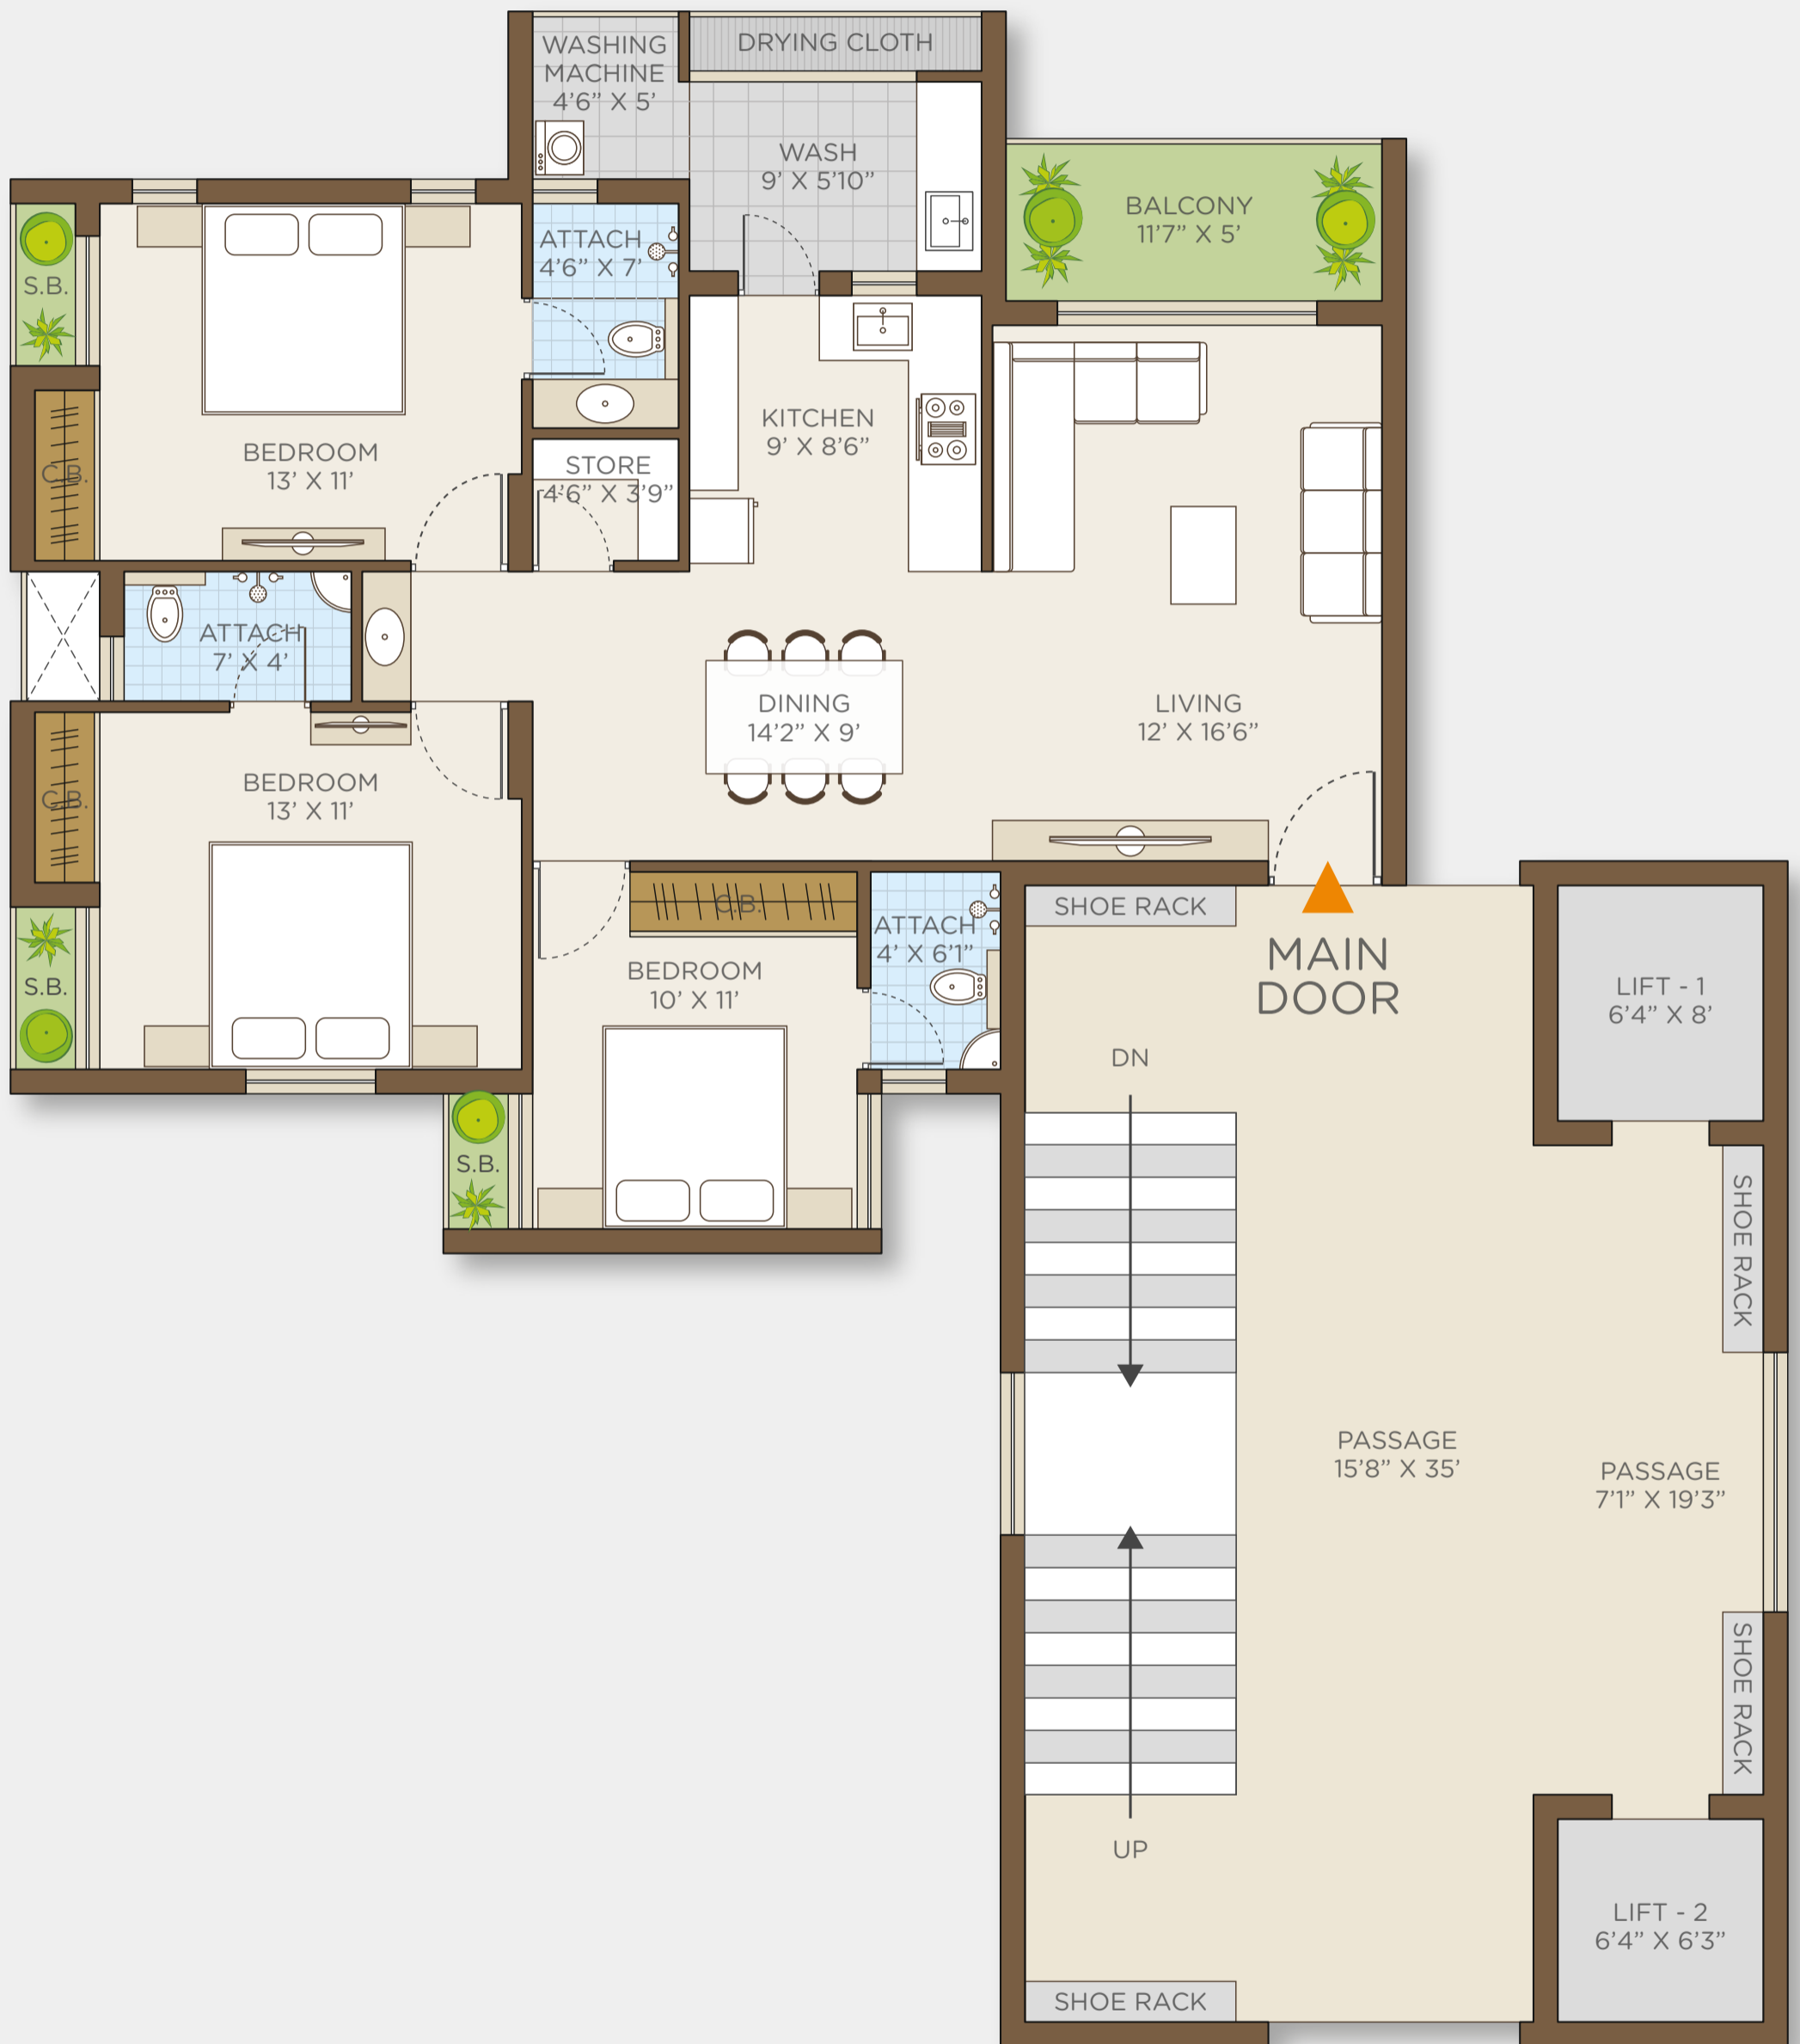 WASHING
MACHINE
4'6” X 5'
DRYING CLOTH
WASH
9' X 5'10”
BALCONY
11'7” X 5'
S.B.
ATTACH
4'6” X 7'
BEDROOM
13' X 11'
C.B.
STORE
4'6” X 3'9”
KITCHEN
9' X 8'6”
ATTACH
7' X 4'
DINING
14'2” X 9'
LIVING
12' X 16'6”
BEDROOM
13' X 11'
C.B.
S.B.
C.B.
BEDROOM
10' X 11'
ATTACH
4' X 6'1”
S.B.
SHOE RACK
MAIN
DOOR
LIFT - 1
6'4” X 8'
DN
SHOE RACK
PASSAGE
15'8” X 35'
PASSAGE
7'1” X 19'3”
SHOE RACK
UP
LIFT - 2
6'4” X 6'3”
SHOE RACK